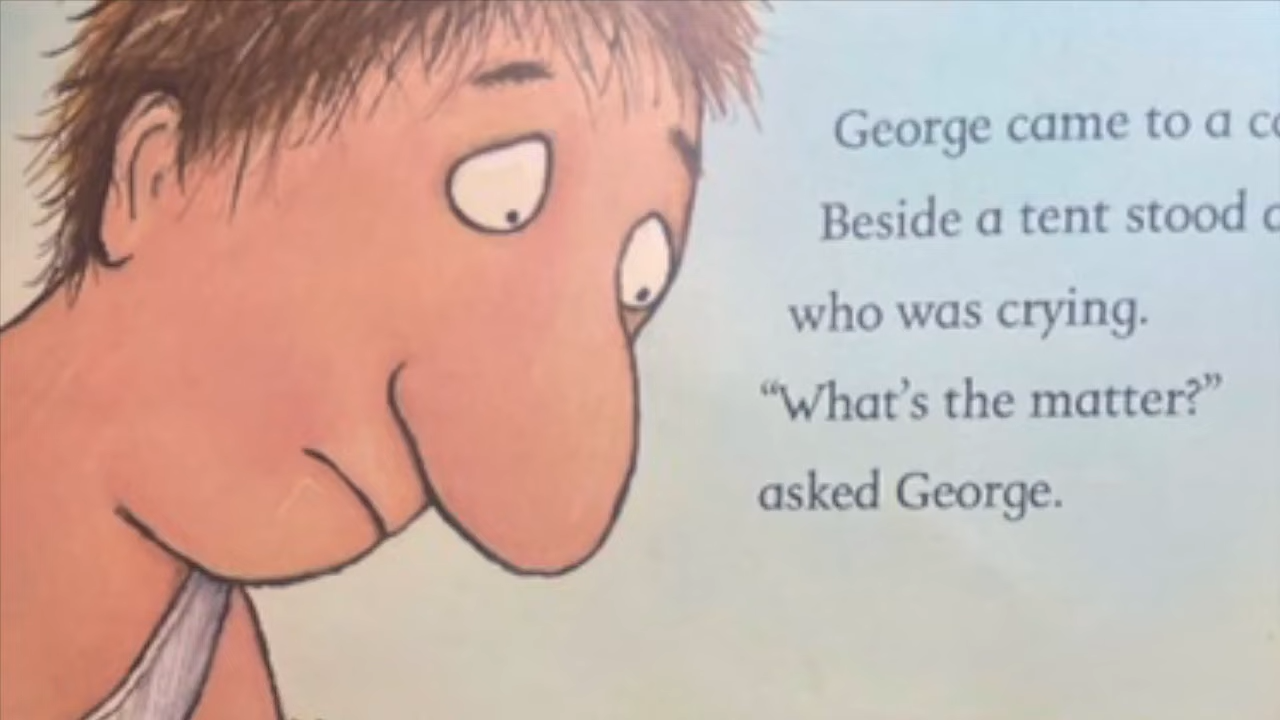 George came to a
Beside a tent stood
who was crying.
“What’s the matter?”
asked George.